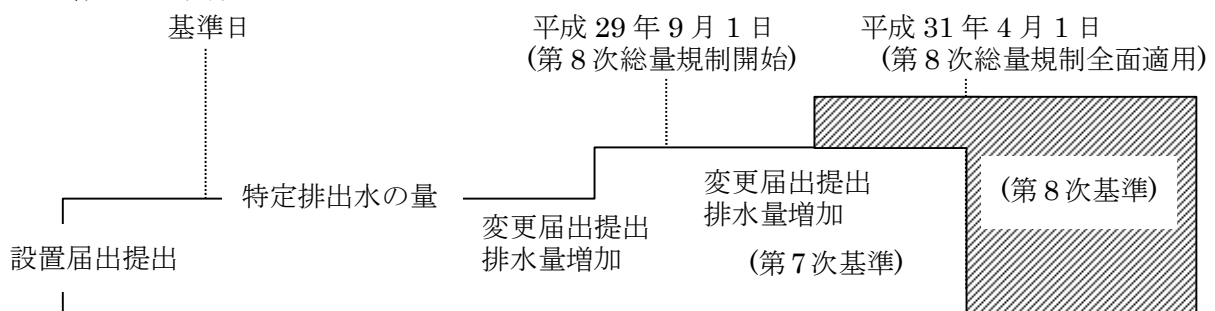 基準日
平成 29 年 9 月 1 日
(第 8 次総量規制開始)
平成 31 年 4 月 1 日
(第 8 次総量規制全面適用)
特定排出水の量
変更届出提出
排水量増加
変更届出提出
排水量増加
(第 8 次基準)
設置届出提出
(第 7 次基準)